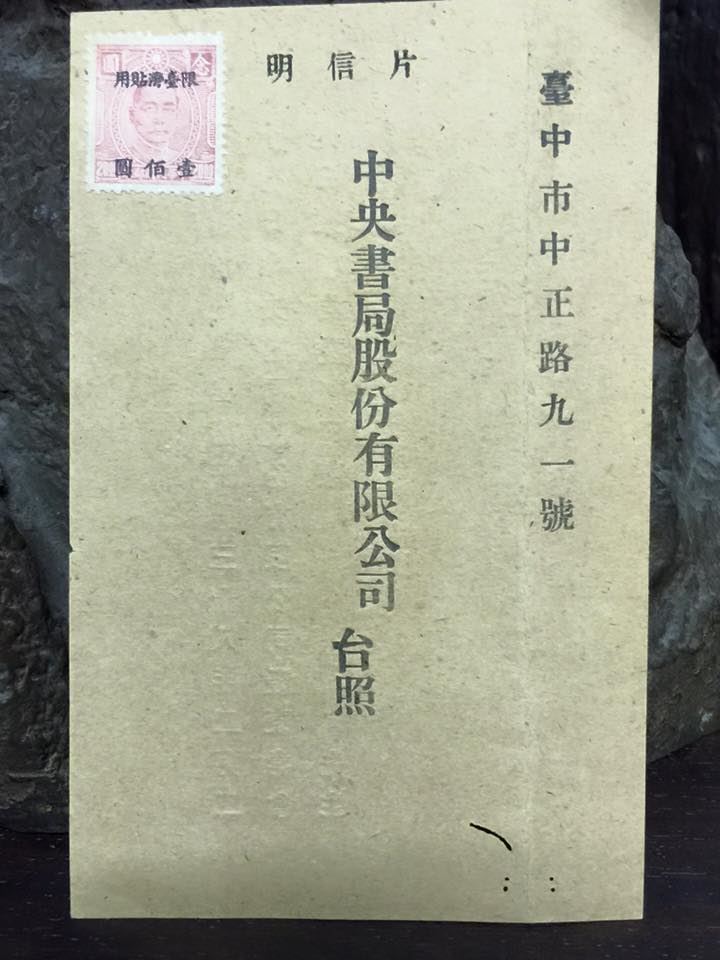 臺中市中正路九一號
明信片
中央書局股份有限公司 台照
限臺灣貼用
壹佰圓